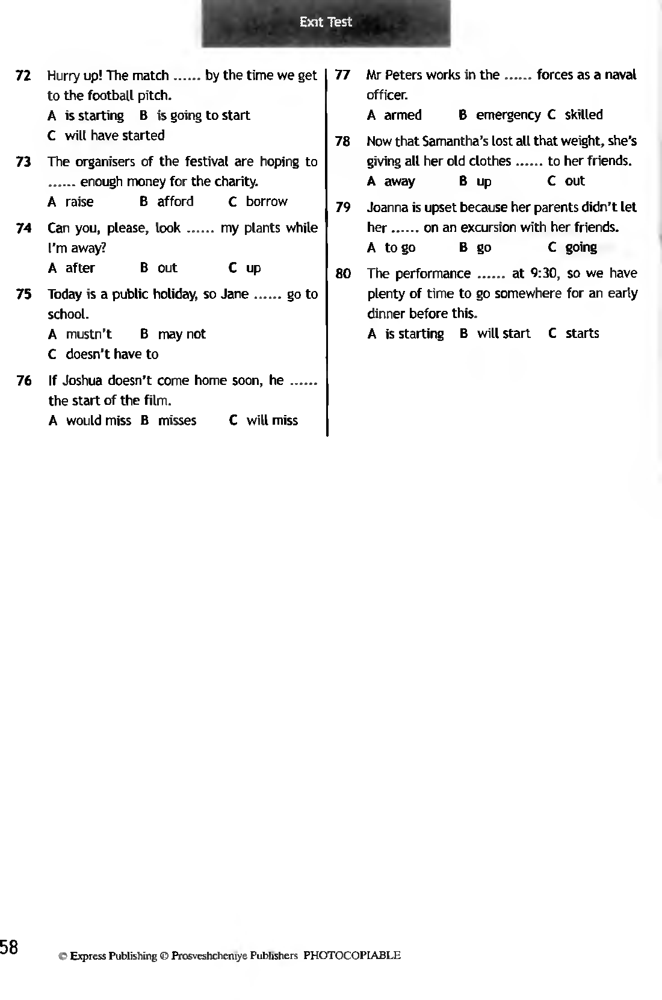 Exit Test
72 Hurry up! The match ...... by the time we get
to the football pitch.
A is starting B is going to start
C will have started
73 The organisers of the festival are hoping to
...... enough money for the charity.
A raise B afford C borrow
74 Can you, please, look ...... my plants while
I'm away?
A after B out C up
75 Today is a public holiday, so Jane ...... go to
school.
A mustn't B may not
C doesn't have to
76 If Joshua doesn't come home soon, he ......
the start of the film.
A would miss B misses C will miss
77 Mr Peters works in the ...... forces as a naval
officer.
A armed B emergency C skilled
78 Now that Samantha's lost all that weight, she's
giving all her old clothes ...... to her friends.
A away B up C out
79 Joanna is upset because her parents didn't let
her ...... on an excursion with her friends.
A to go B go C going
80 The performance ...... at 9:30, so we have
plenty of time to go somewhere for an early
dinner before this.
A is starting B will start C starts
58
© Express Publishing © Prosveshcheniye Publishers PHOTOCOPIABLE